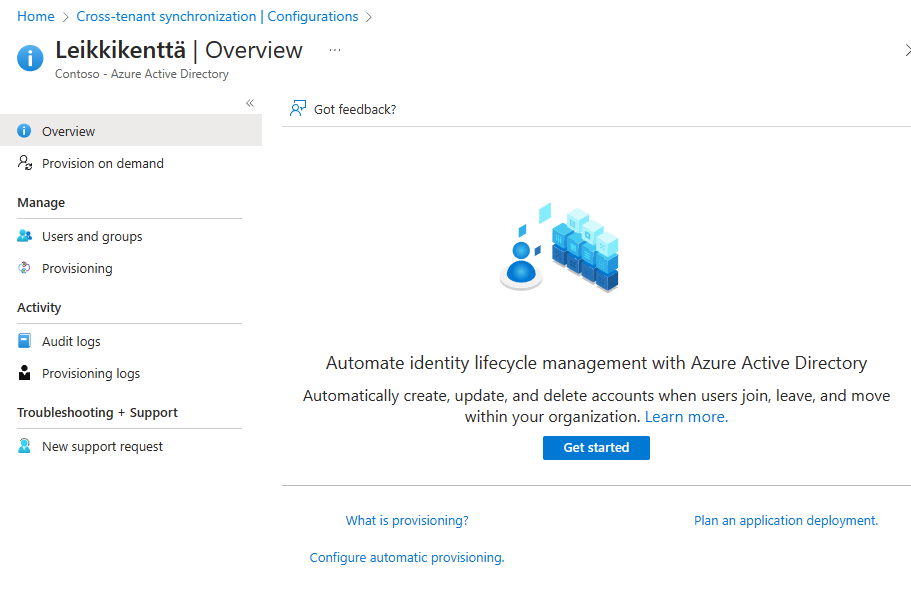 Home > Cross-tenant synchronization | Configurations >
Leikkikenttä | Overview ...
Contoso - Azure Active Directory
«
Overview
Provision on demand
Manage
Users and groups
Provisioning
Activity
Audit logs
Provisioning logs
Troubleshooting + Support
New support request
Got feedback?
Automate identity lifecycle management with Azure Active Directory
Automatically create, update, and delete accounts when users join, leave, and move
within your organization. Learn more.
Get started
What is provisioning?
Plan an application deployment.
Configure automatic provisioning.